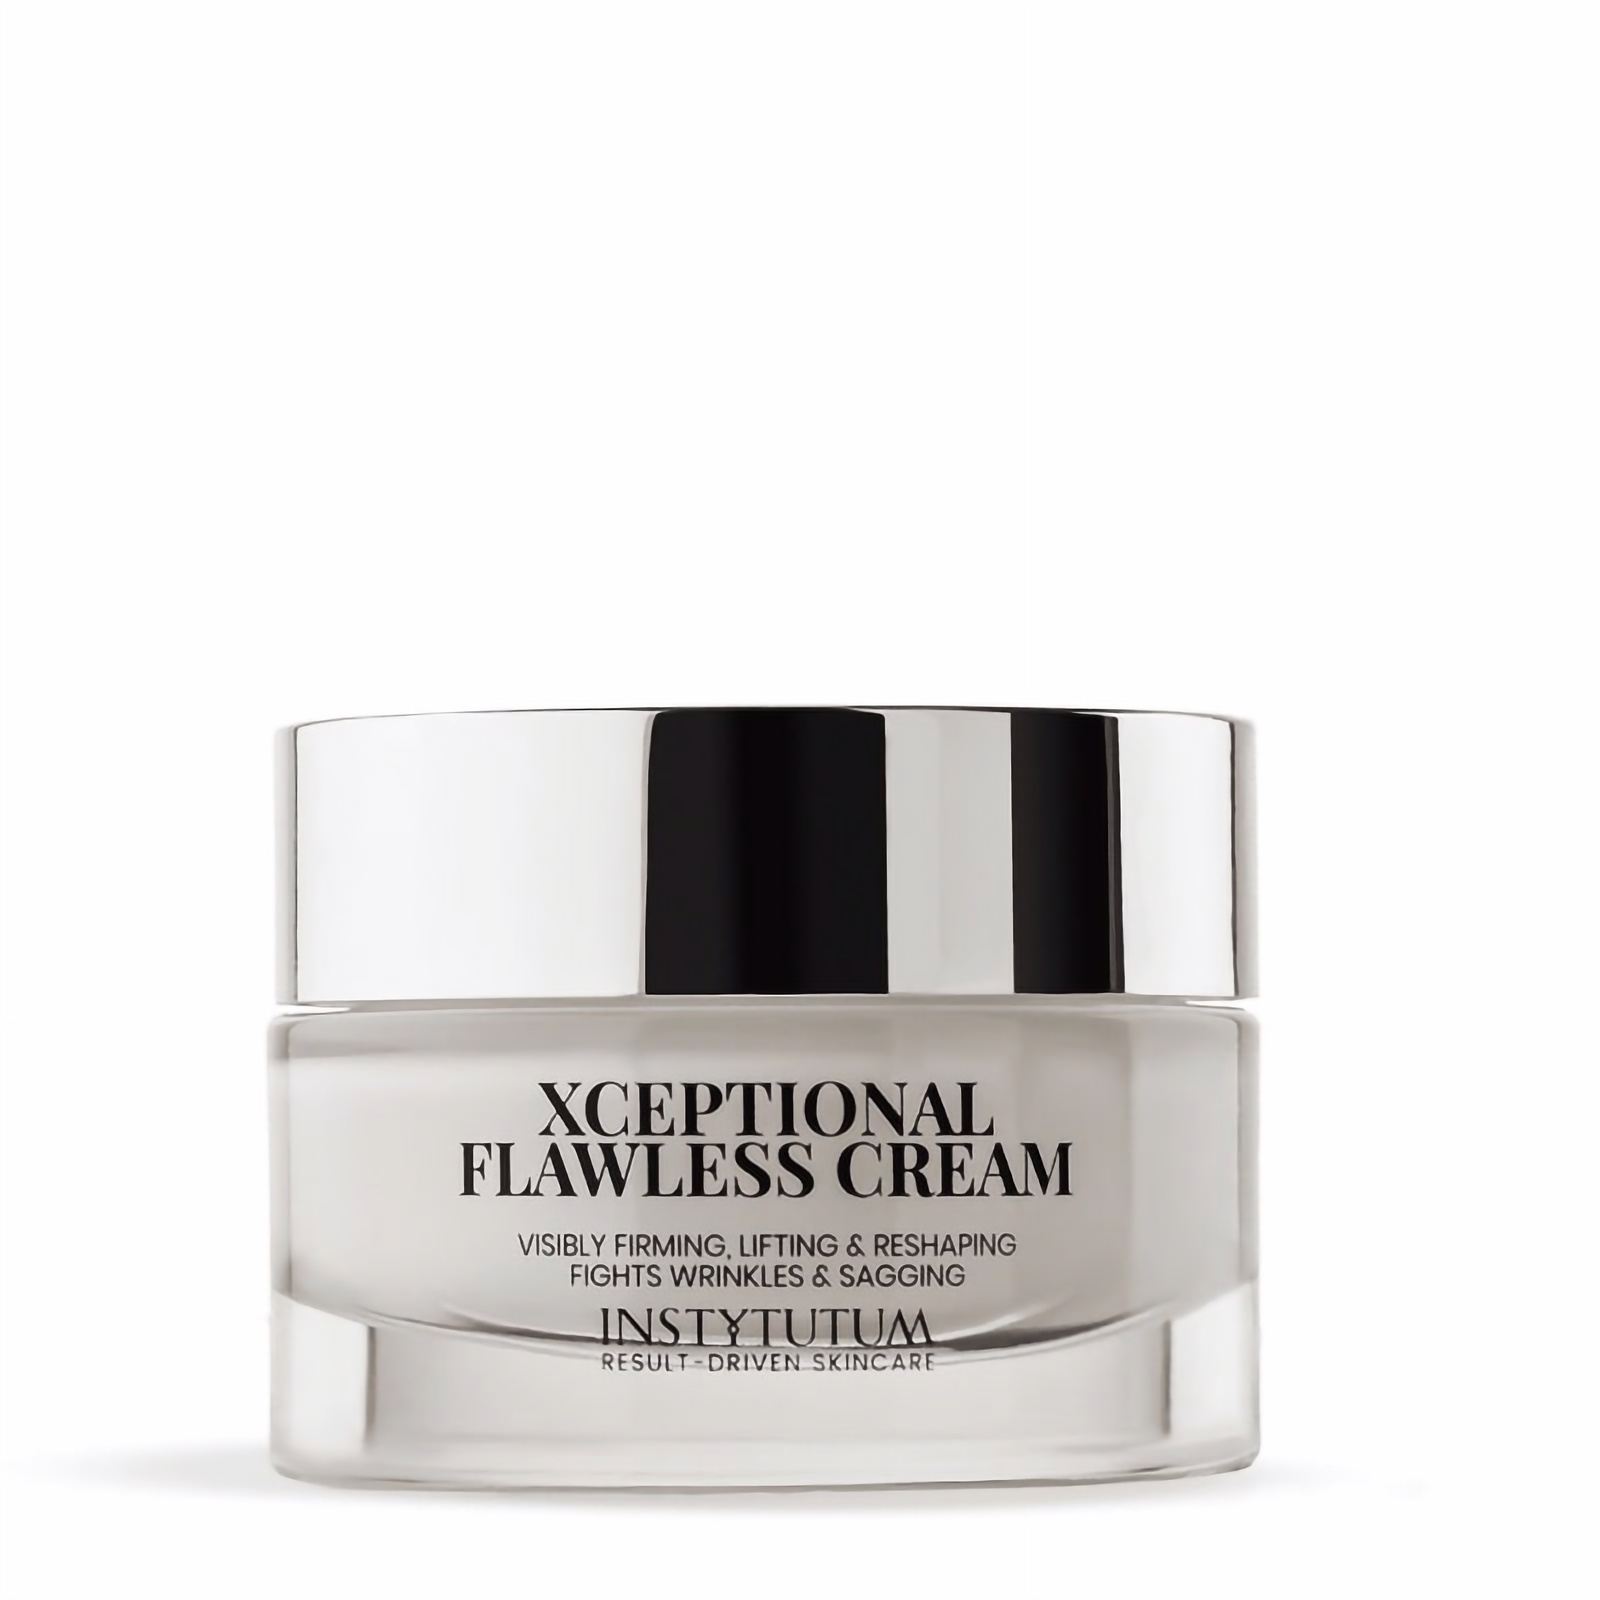 XCEPTIONAL
FLAWLESS CREAM
VISIBLY FIRMING, LIFTING & RESHAPING
FIGHTS WRINKLES & SAGGING
INSTYTUTUM
RESULT-DRIVEN SKINCARE